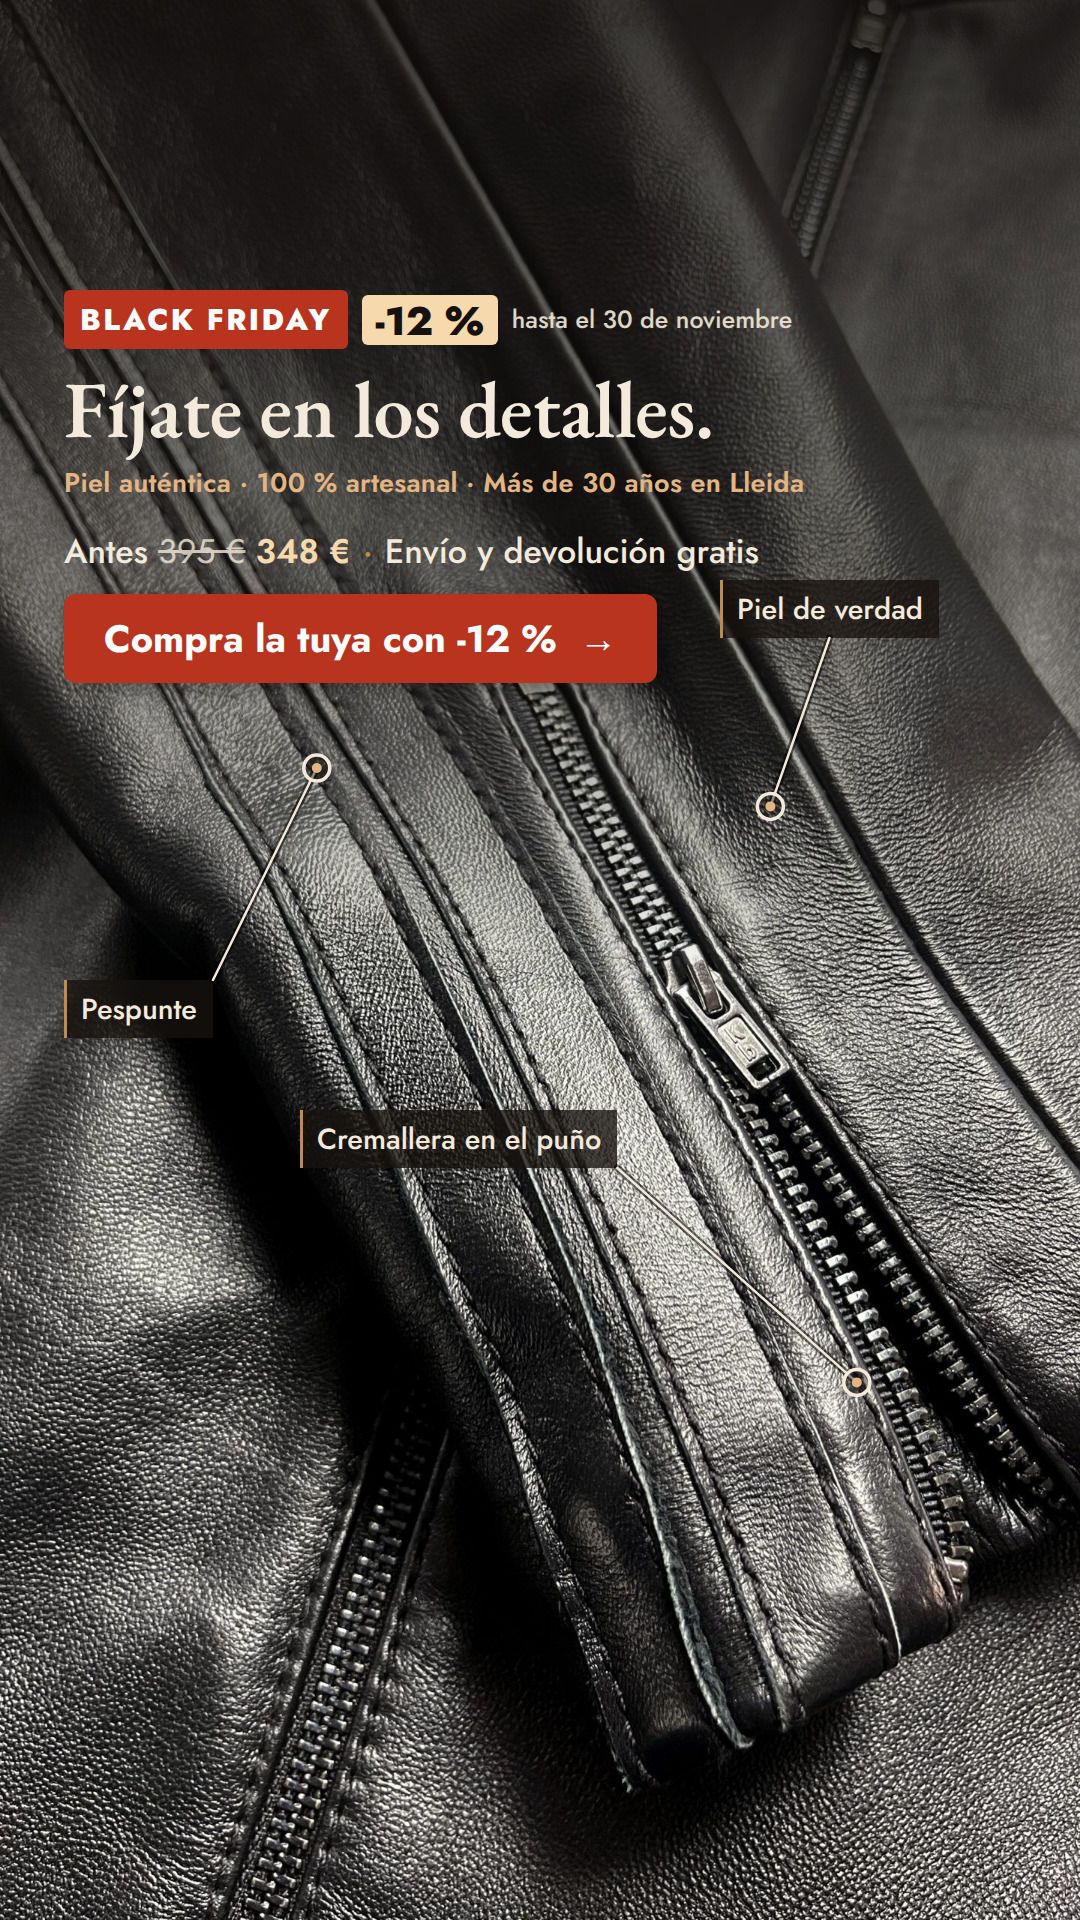 BLACK FRIDAY -12 % hasta el 30 de noviembre
Fíjate en los detalles.
Piel auténtica · 100 % artesanal · Más de 30 años en Lleida
Antes 395 € 348 € · Envío y devolución gratis
Compra la tuya con -12 % →
Piel de verdad
Pespunte
Cremallera en el puño